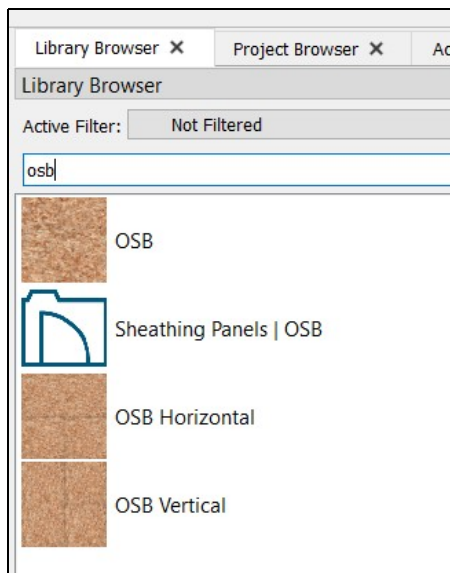 Library Browser ✕ Project Browser ✕
Library Browser
Active Filter: Not Filtered
osb
OSB
Sheathing Panels | OSB
OSB Horizontal
OSB Vertical